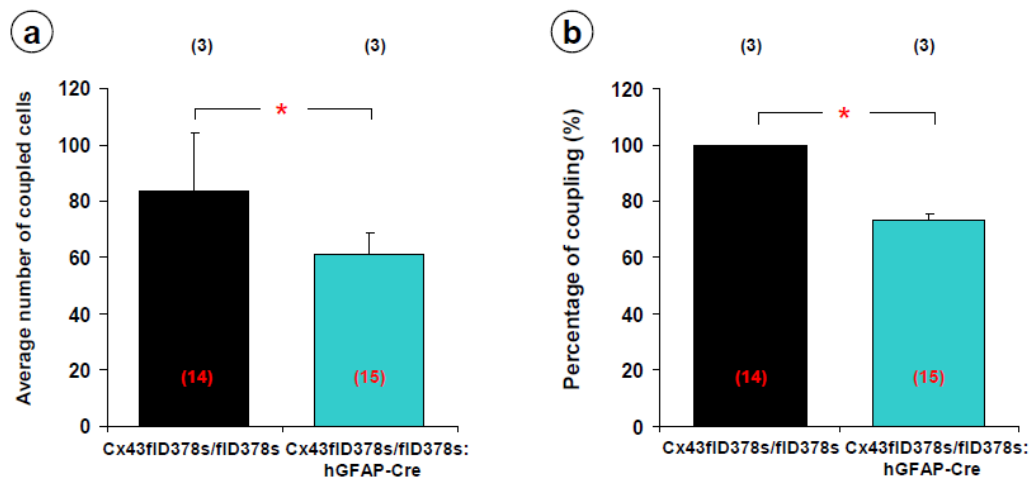 a
(3) (3)
Average number of coupled cells
120
100
80
60
40
20
0
*
(14) (15)
Cx43flD378s/flD378s Cx43flD378s/flD378s:
hGFAP-Cre
b
(3) (3)
Percentage of coupling (%)
120
100
80
60
40
20
0
*
(14) (15)
Cx43flD378s/flD378s Cx43flD378s/flD378s:
hGFAP-Cre